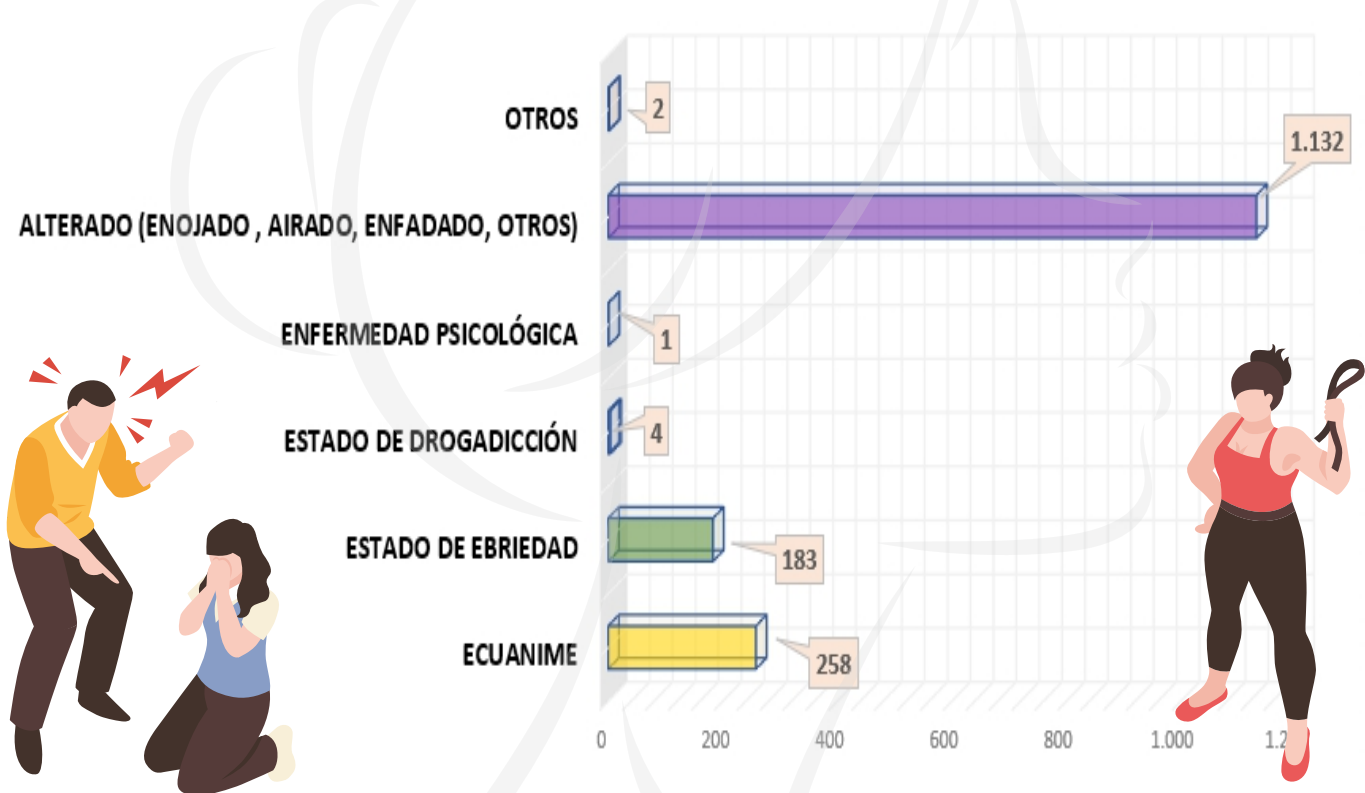 OTROS
2
1.132
ALTERADO (ENOJADO , AIRADO, ENFADADO, OTROS)
ENFERMEDAD PSICOLÓGICA
1
ESTADO DE DROGADICCIÓN
4
ESTADO DE EBRIEDAD
183
ECUANIME
258
0 200 400 600 800 1.000